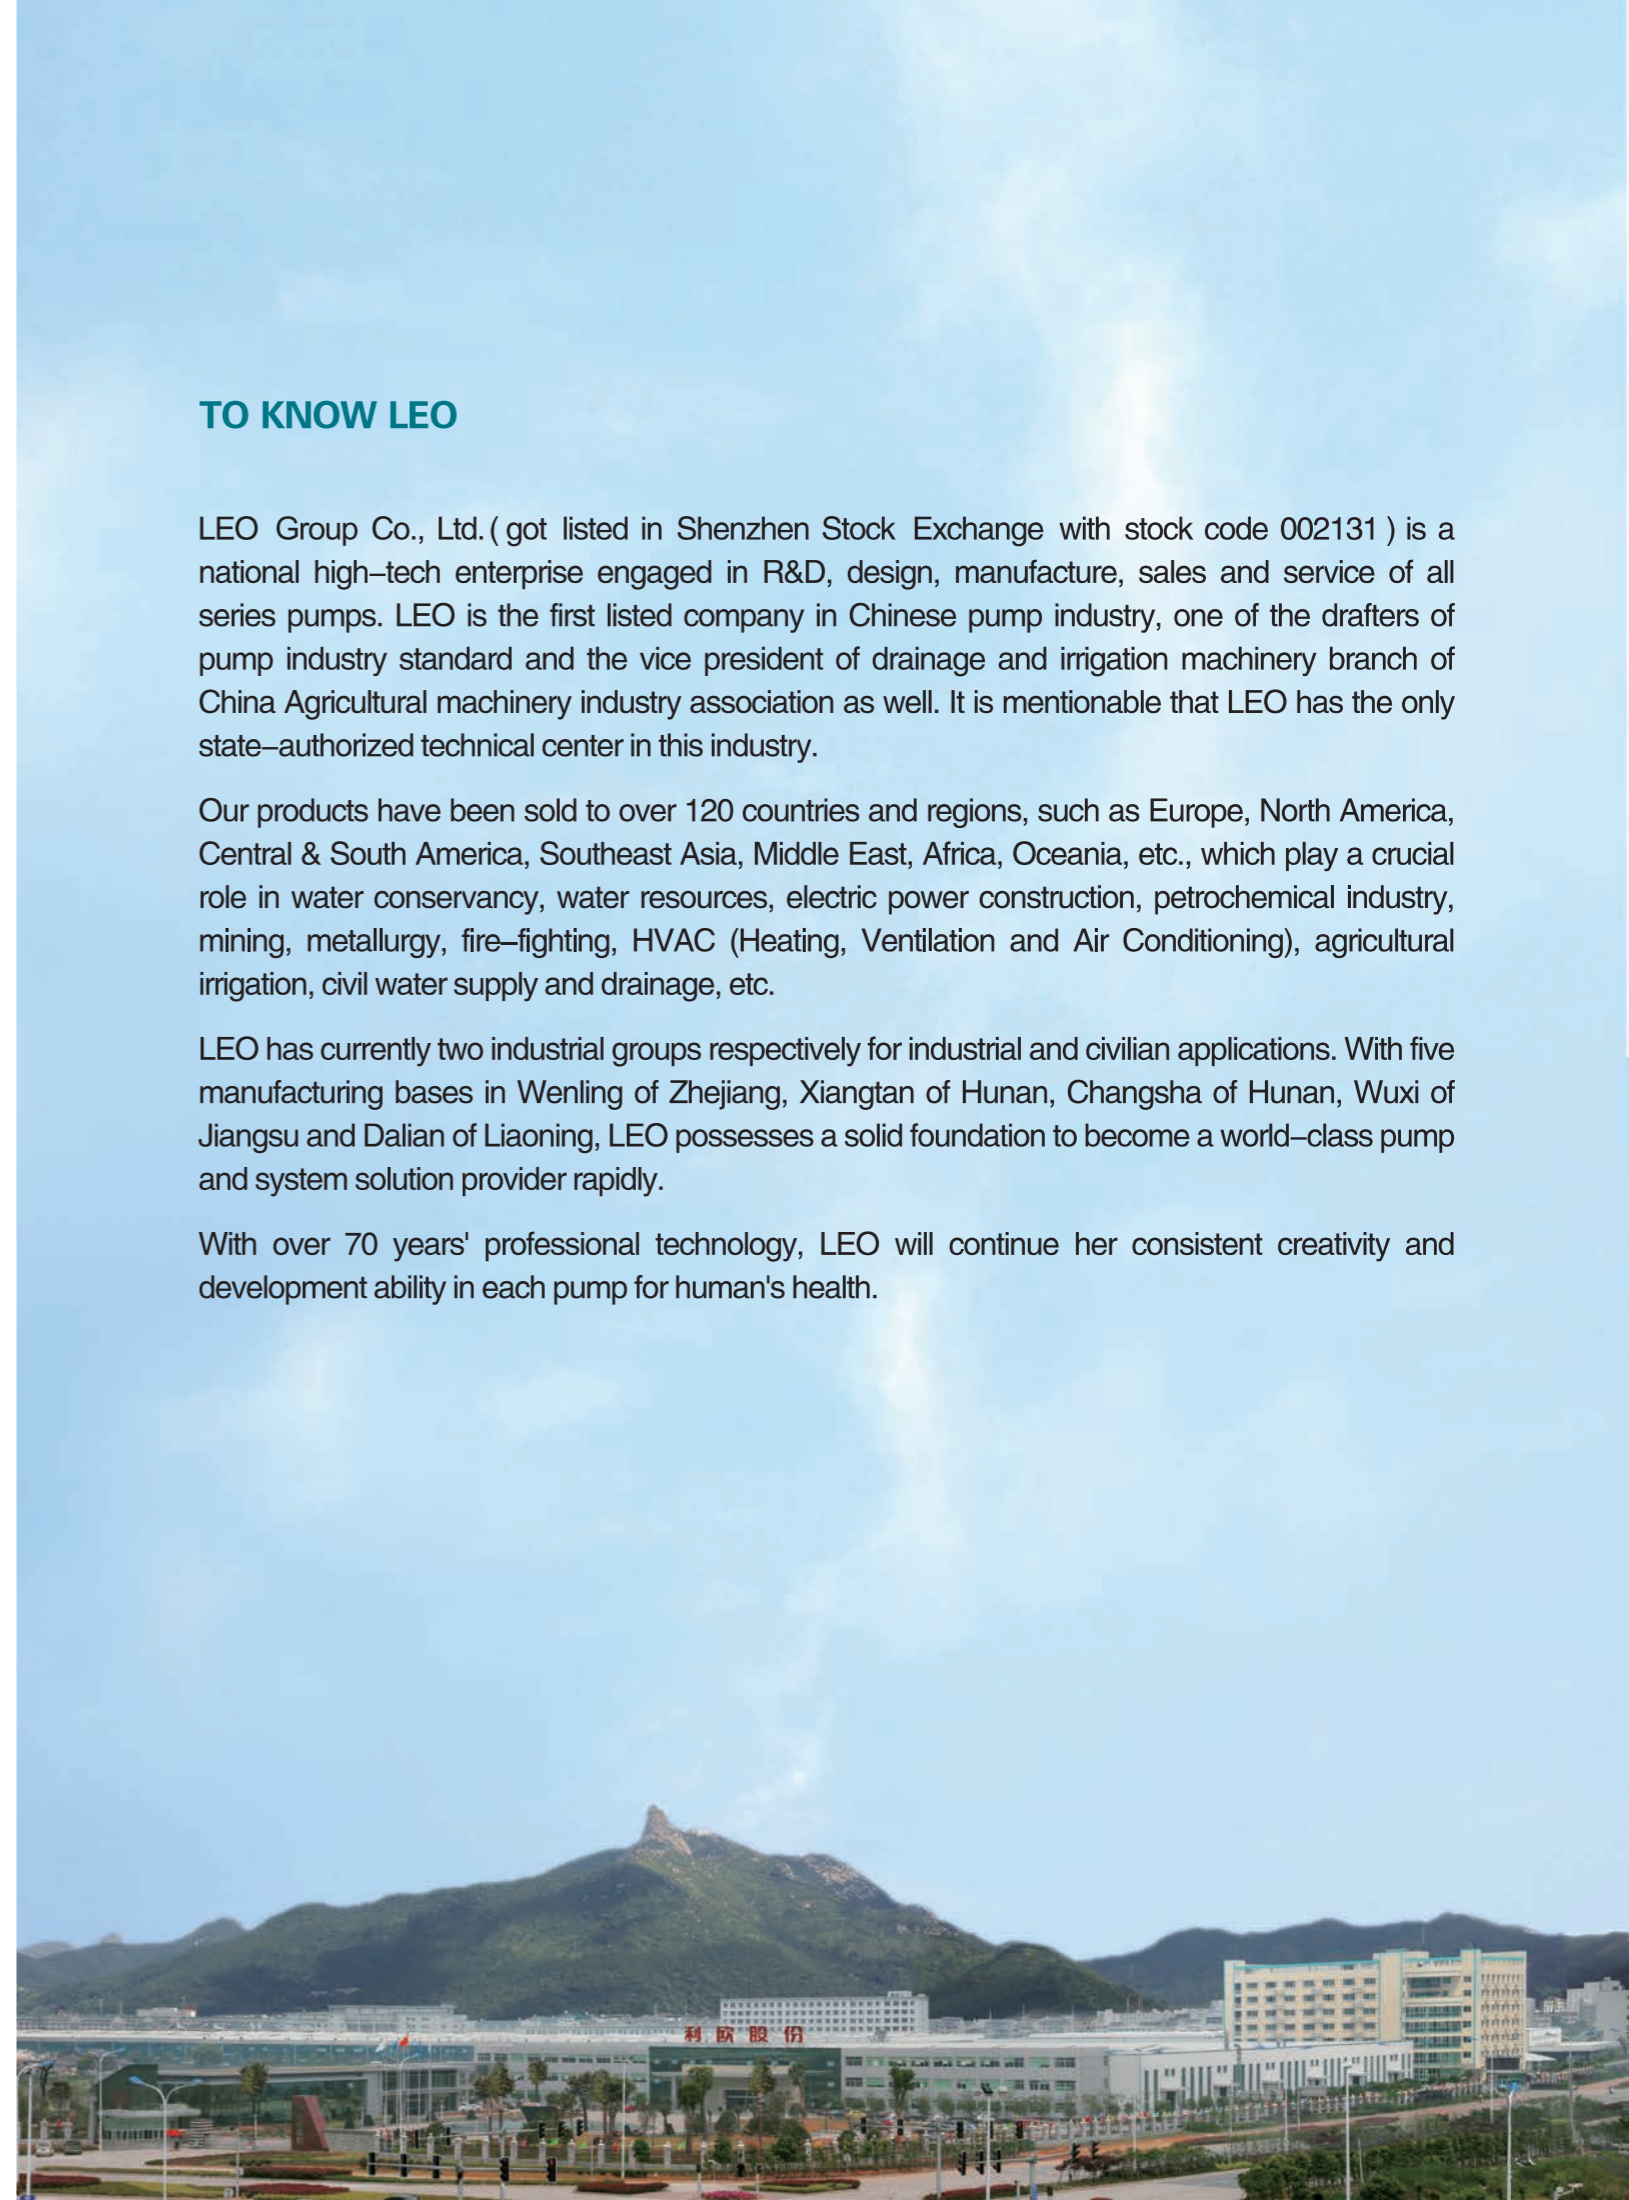 TO KNOW LEO
LEO Group Co., Ltd. ( got listed in Shenzhen Stock Exchange with stock code 002131 ) is a
national high–tech enterprise engaged in R&D, design, manufacture, sales and service of all
series pumps. LEO is the first listed company in Chinese pump industry, one of the drafters of
pump industry standard and the vice president of drainage and irrigation machinery branch of
China Agricultural machinery industry association as well. It is mentionable that LEO has the only
state–authorized technical center in this industry.
Our products have been sold to over 120 countries and regions, such as Europe, North America,
Central & South America, Southeast Asia, Middle East, Africa, Oceania, etc., which play a crucial
role in water conservancy, water resources, electric power construction, petrochemical industry,
mining, metallurgy, fire–fighting, HVAC (Heating, Ventilation and Air Conditioning), agricultural
irrigation, civil water supply and drainage, etc.
LEO has currently two industrial groups respectively for industrial and civilian applications. With five
manufacturing bases in Wenling of Zhejiang, Xiangtan of Hunan, Changsha of Hunan, Wuxi of
Jiangsu and Dalian of Liaoning, LEO possesses a solid foundation to become a world–class pump
and system solution provider rapidly.
With over 70 years' professional technology, LEO will continue her consistent creativity and
development ability in each pump for human's health.
利欧股份